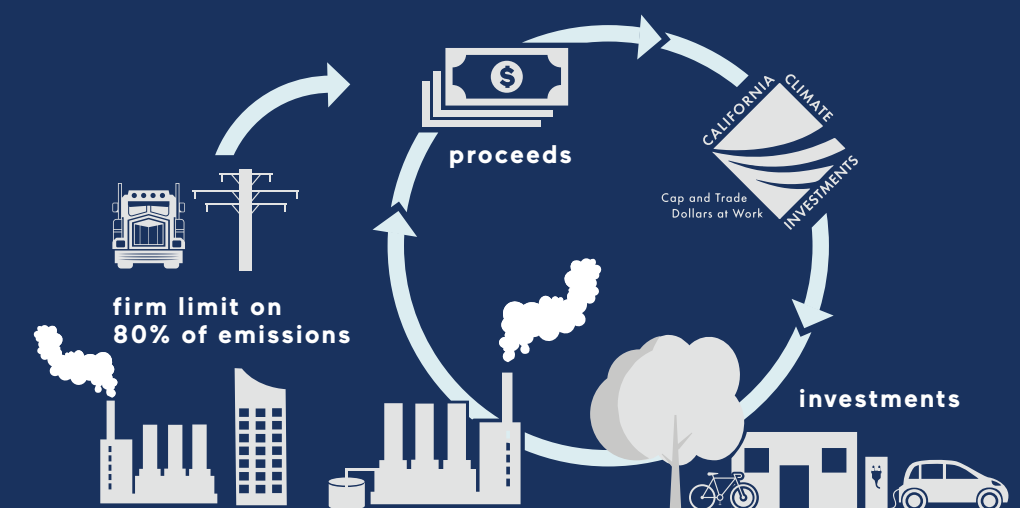 $
proceeds
CALIFORNIA
CLIMATE
INVESTMENTS
Cap and Trade
Dollars at Work
firm limit on
80% of emissions
investments